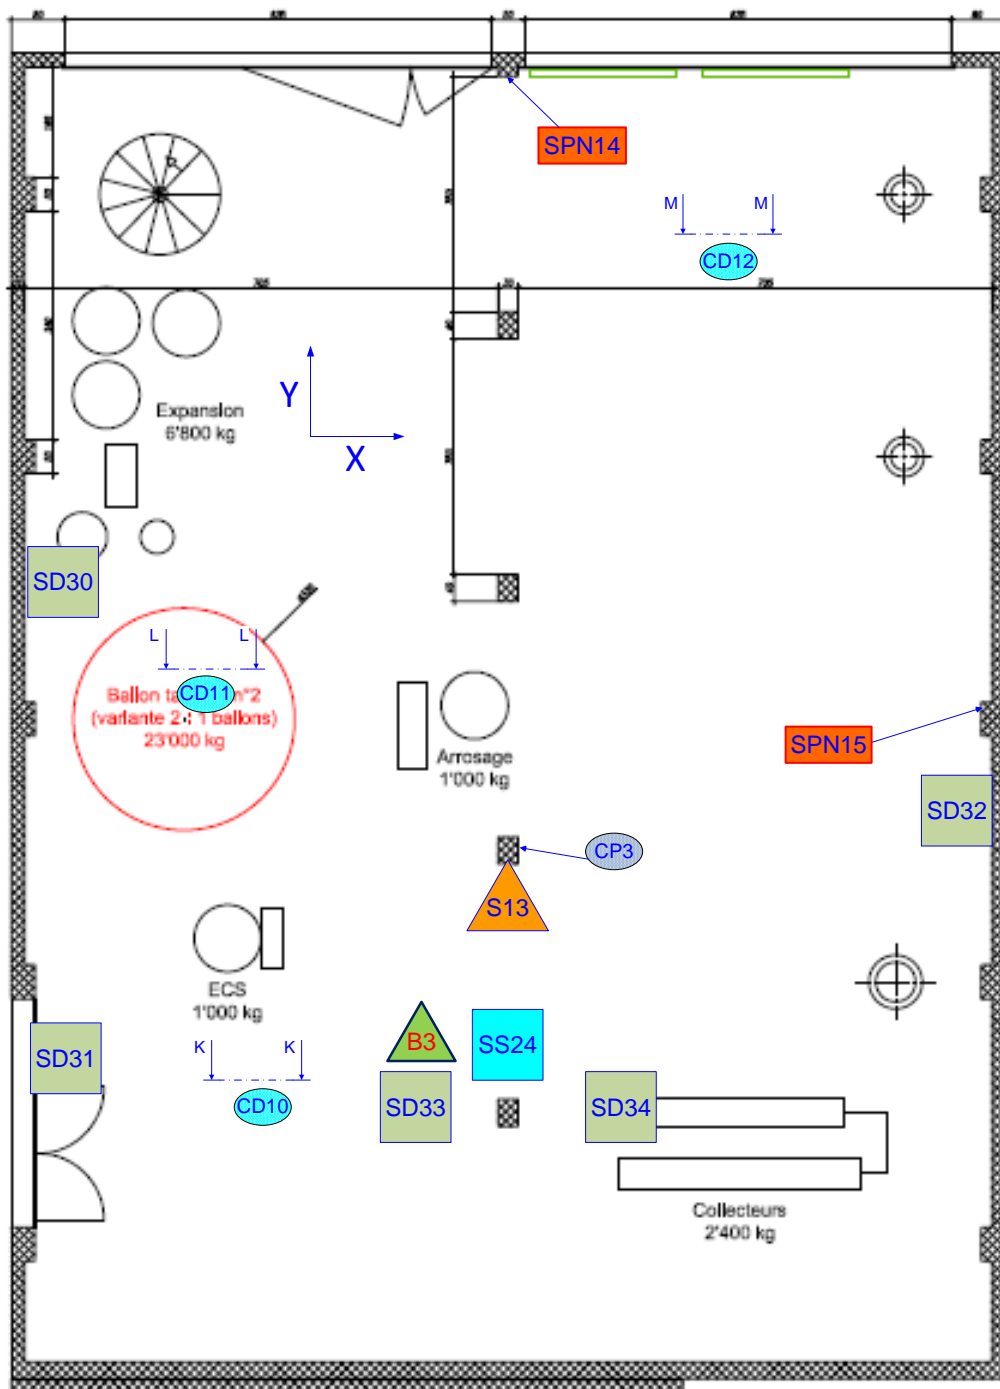 SPN14
M
M
CD12
Y
X
Expansion
6'800 kg
SD30
L
L
CD11
n°2
(variante 2 : 1 ballons)
23'000 kg
Arrosage
1'000 kg
SPN15
SD32
CP3
S13
ECS
1'000 kg
K
K
B3
SS24
SD31
CD10
SD33
SD34
Collecteurs
2'400 kg